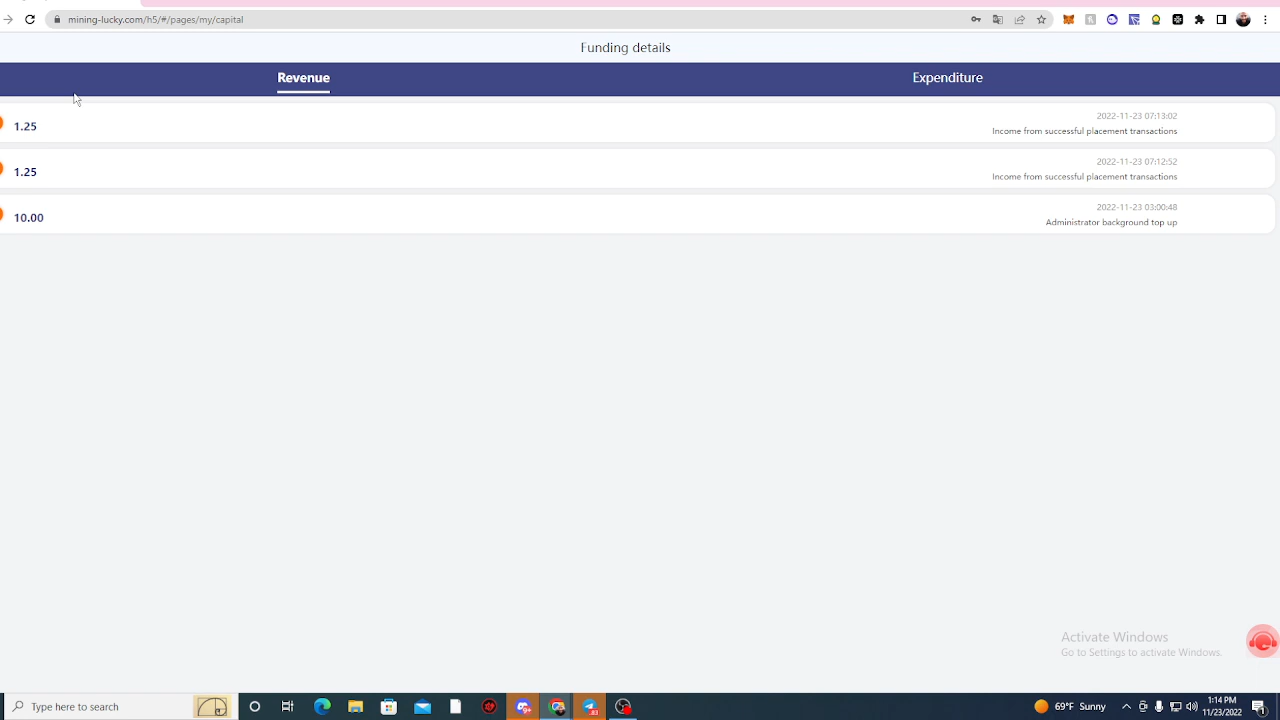 mining-lucky.com/h5/#/pages/my/capital
Funding details
Revenue
Expenditure
1.25
2022-11-23 07:13:02
Income from successful placement transactions
1.25
2022-11-23 07:12:52
Income from successful placement transactions
10.00
2022-11-23 03:00:48
Administrator background top up
Activate Windows
Go to Settings to activate Windows.
Type here to search
69°F Sunny
1:14 PM
11/23/2022